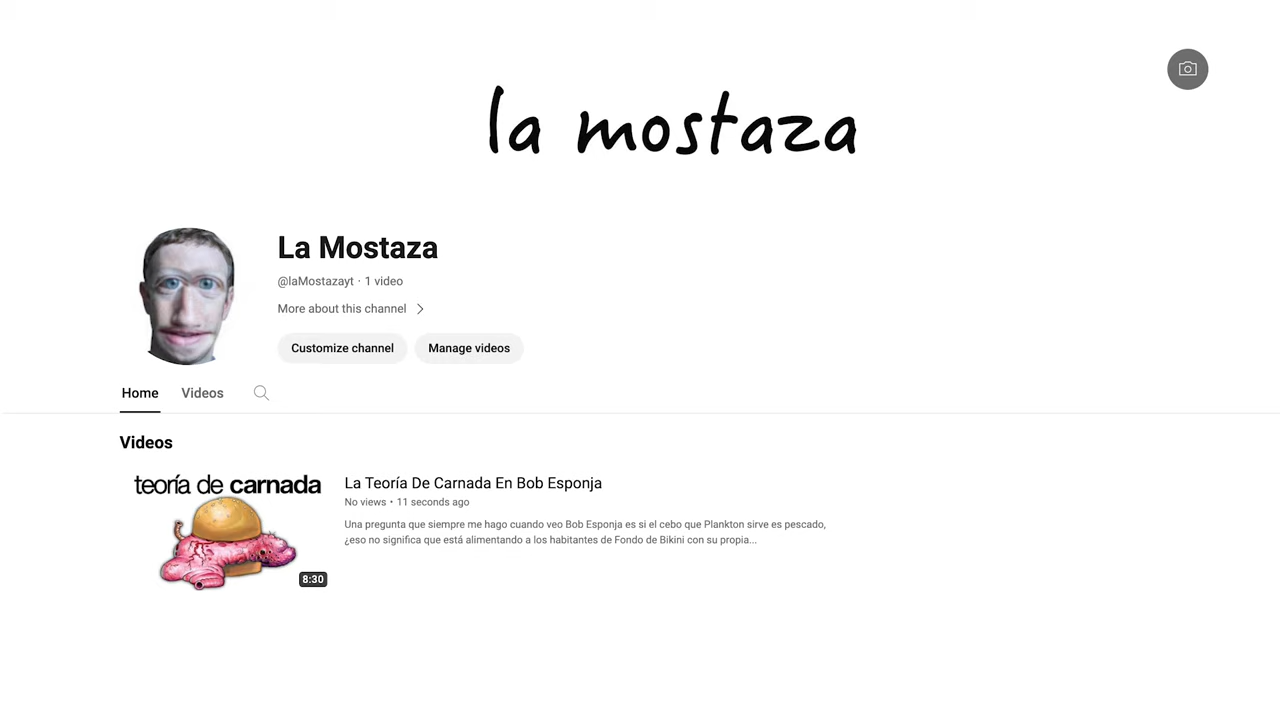 la mostaza
La Mostaza
@laMostazayt · 1 video
More about this channel
Customize channel
Manage videos
Home
Videos
Videos
teoría de carnada
8:30
La Teoría De Carnada En Bob Esponja
No views • 11 seconds ago
Una pregunta que siempre me hago cuando veo Bob Esponja es si el cebo que Plankton sirve es pescado,
¿eso no significa que está alimentando a los habitantes de Fondo de Bikini con su propia...